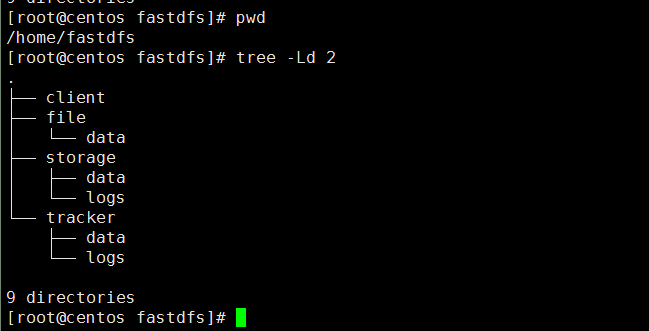 9 directories
[root@centos fastdfs]# pwd
/home/fastdfs
[root@centos fastdfs]# tree -Ld 2
.
├── client
├── file
│   └── data
├── storage
│   ├── data
│   └── logs
└── tracker
    ├── data
    └── logs

9 directories
[root@centos fastdfs]#